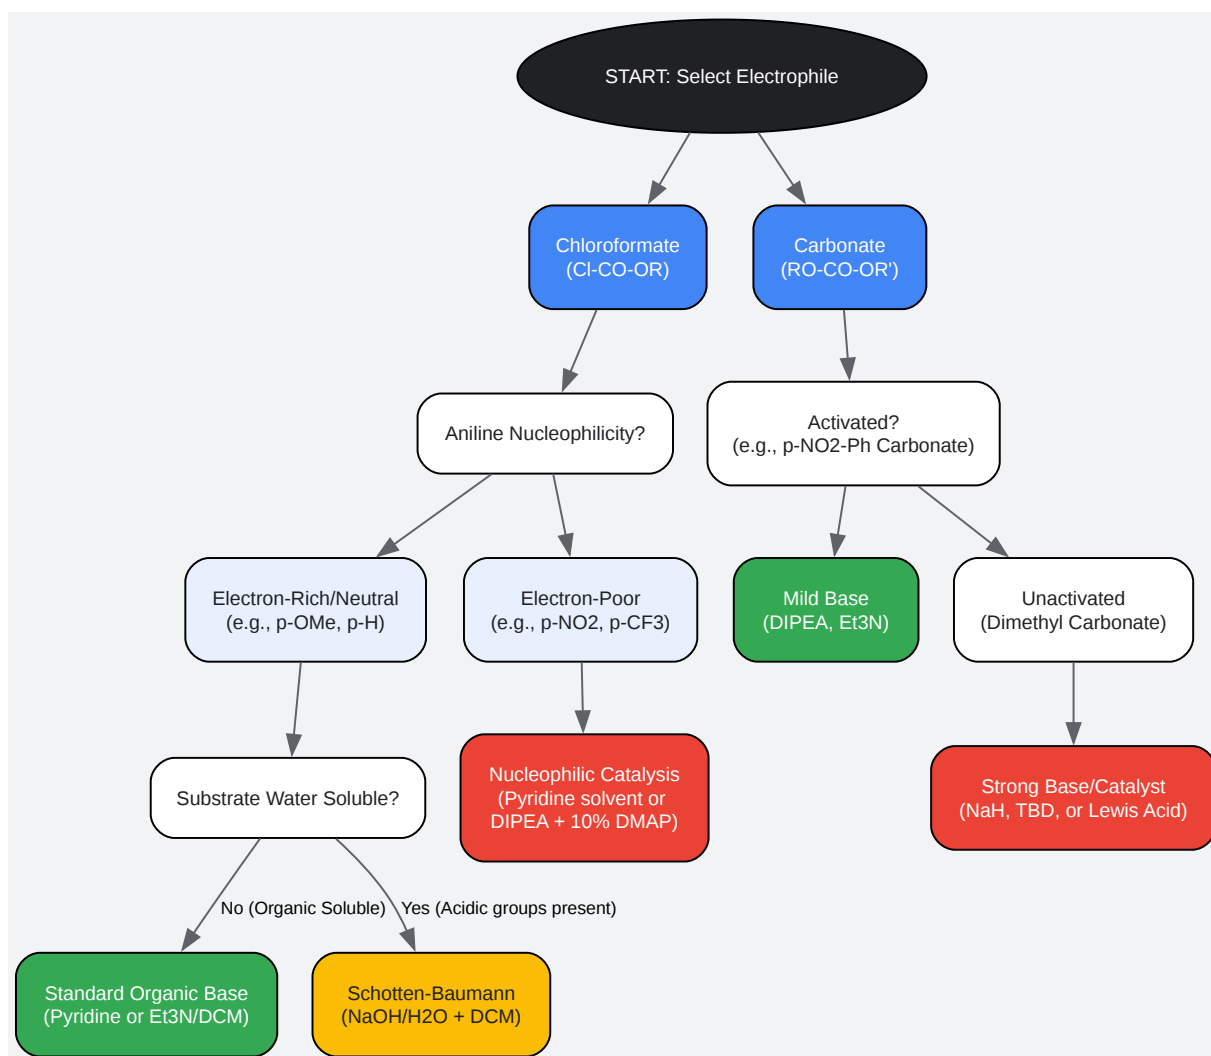 START: Select Electrophile
Chloroformate
(Cl-CO-OR)
Carbonate
(RO-CO-OR')
Aniline Nucleophilicity?
Activated?
(e.g., p-NO2-Ph Carbonate)
Electron-Rich/Neutral
(e.g., p-OMe, p-H)
Electron-Poor
(e.g., p-NO2, p-CF3)
Mild Base
(DIPEA, Et3N)
Unactivated
(Dimethyl Carbonate)
Substrate Water Soluble?
Nucleophilic Catalysis
(Pyridine solvent or
DIPEA + 10% DMAP)
Strong Base/Catalyst
(NaH, TBD, or Lewis Acid)
No (Organic Soluble)
Yes (Acidic groups present)
Standard Organic Base
(Pyridine or Et3N/DCM)
Schotten-Baumann
(NaOH/H2O + DCM)